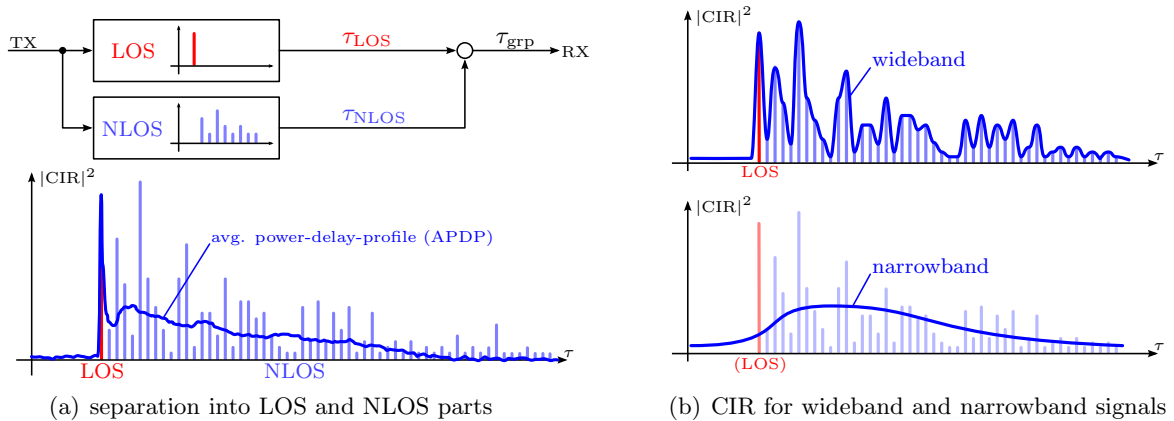 TX
LOS
τLOS
τgrp
RX
NLOS
τNLOS
|CIR|²
avg. power-delay-profile (APDP)
τ
LOS
NLOS
(a) separation into LOS and NLOS parts
|CIR|²
wideband
τ
LOS
|CIR|²
narrowband
τ
(LOS)
(b) CIR for wideband and narrowband signals